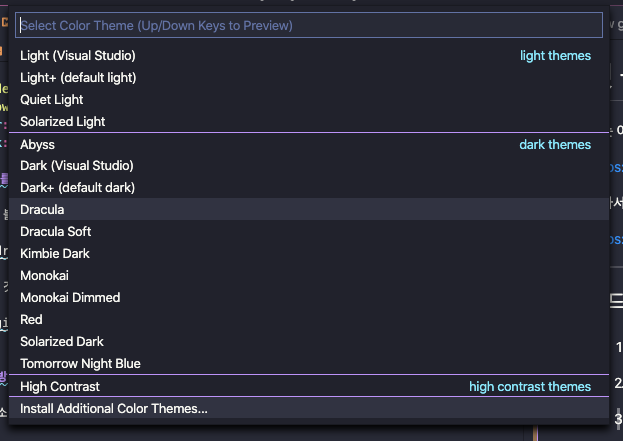 Select Color Theme (Up/Down Keys to Preview)
Light (Visual Studio) light themes
Light+ (default light)
Quiet Light
Solarized Light
Abyss dark themes
Dark (Visual Studio)
Dark+ (default dark)
Dracula
Dracula Soft
Kimbie Dark
Monokai
Monokai Dimmed
Red
Solarized Dark
Tomorrow Night Blue
High Contrast high contrast themes
Install Additional Color Themes...